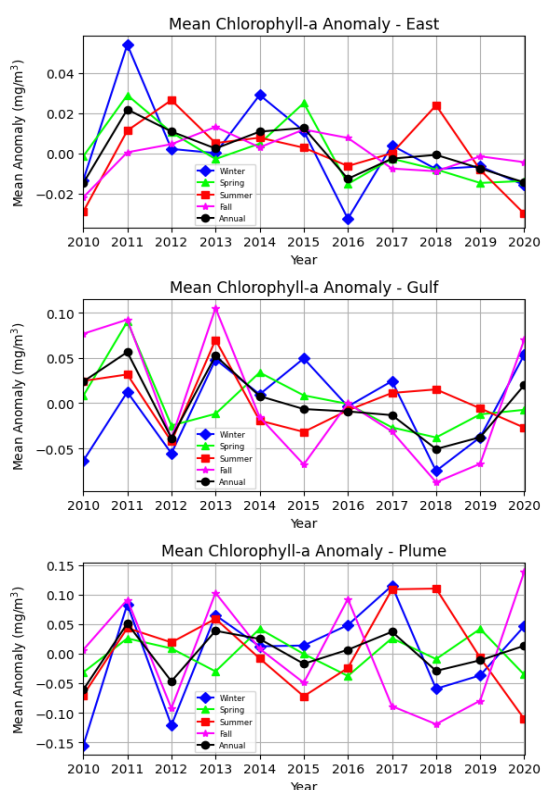 Mean Chlorophyll-a Anomaly - East
Mean Anomaly (mg/m³)
0.04
0.02
0.00
−0.02
Winter
Spring
Summer
Fall
Annual
2010 2011 2012 2013 2014 2015 2016 2017 2018 2019 2020
Year
Mean Chlorophyll-a Anomaly - Gulf
Mean Anomaly (mg/m³)
0.10
0.05
0.00
−0.05
Winter
Spring
Summer
Fall
Annual
2010 2011 2012 2013 2014 2015 2016 2017 2018 2019 2020
Year
Mean Chlorophyll-a Anomaly - Plume
Mean Anomaly (mg/m³)
0.15
0.10
0.05
0.00
−0.05
−0.10
−0.15
Winter
Spring
Summer
Fall
Annual
2010 2011 2012 2013 2014 2015 2016 2017 2018 2019 2020
Year